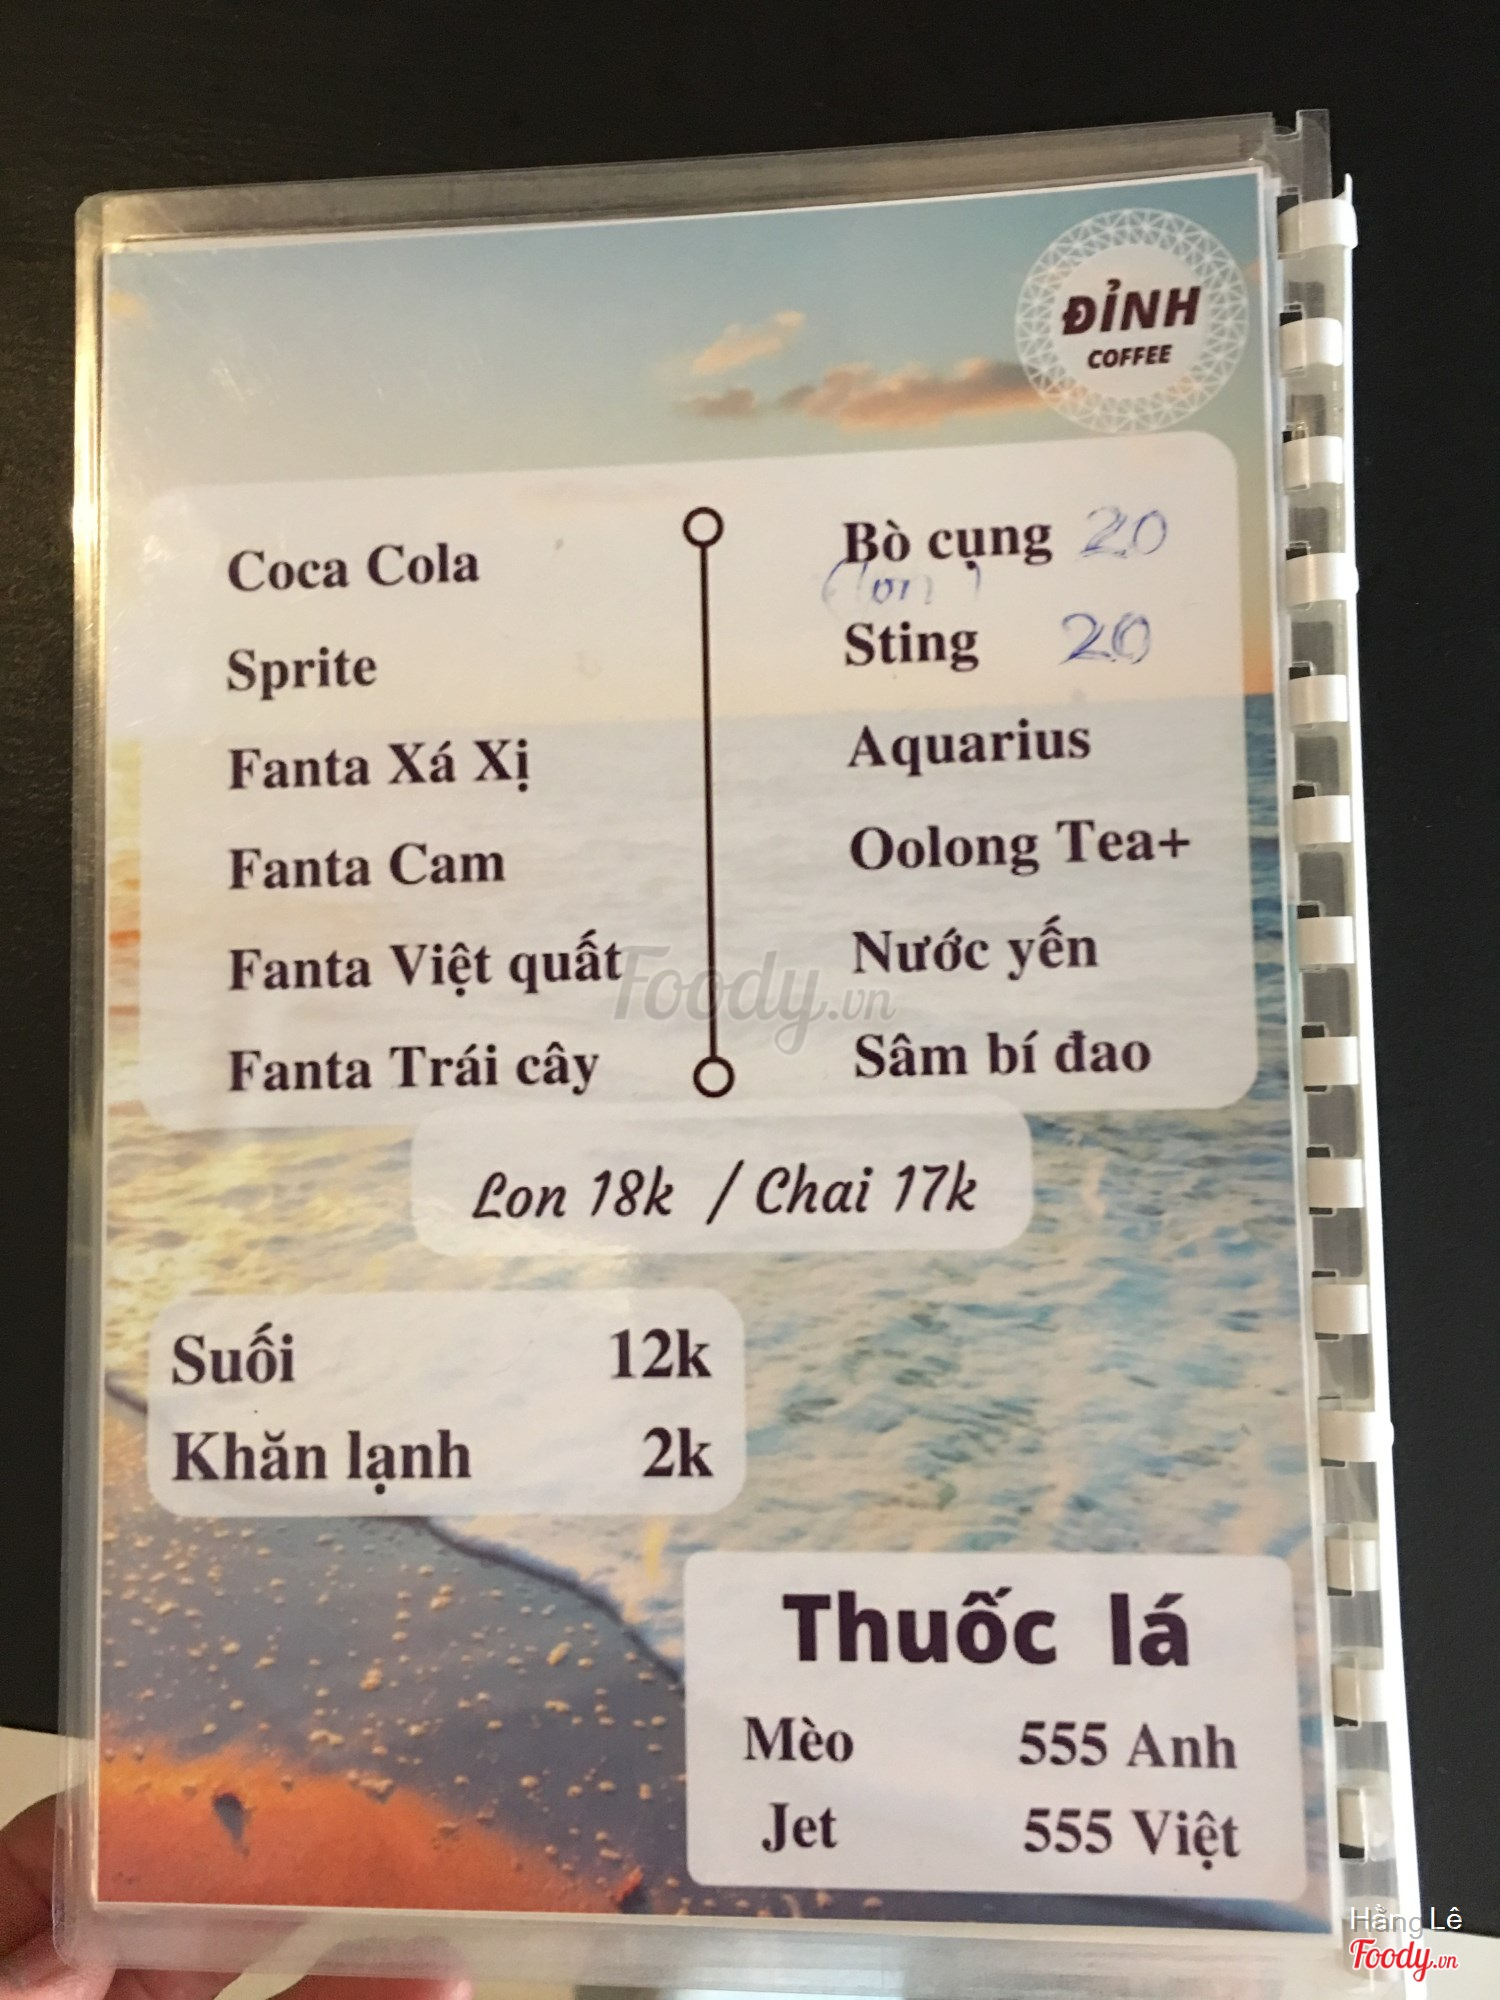 ĐỈNH
COFFEE
Coca Cola
Sprite
Fanta Xá Xị
Fanta Cam
Fanta Việt quất
Fanta Trái cây
Bò cụng 20
(lon)
Sting 20
Aquarius
Oolong Tea+
Nước yến
Sâm bí đao
Foody.vn
Lon 18k / Chai 17k
Suối 12k
Khăn lạnh 2k
Thuốc lá
Mèo 555 Anh
Jet 555 Việt
Hằng Lê
Foody.vn